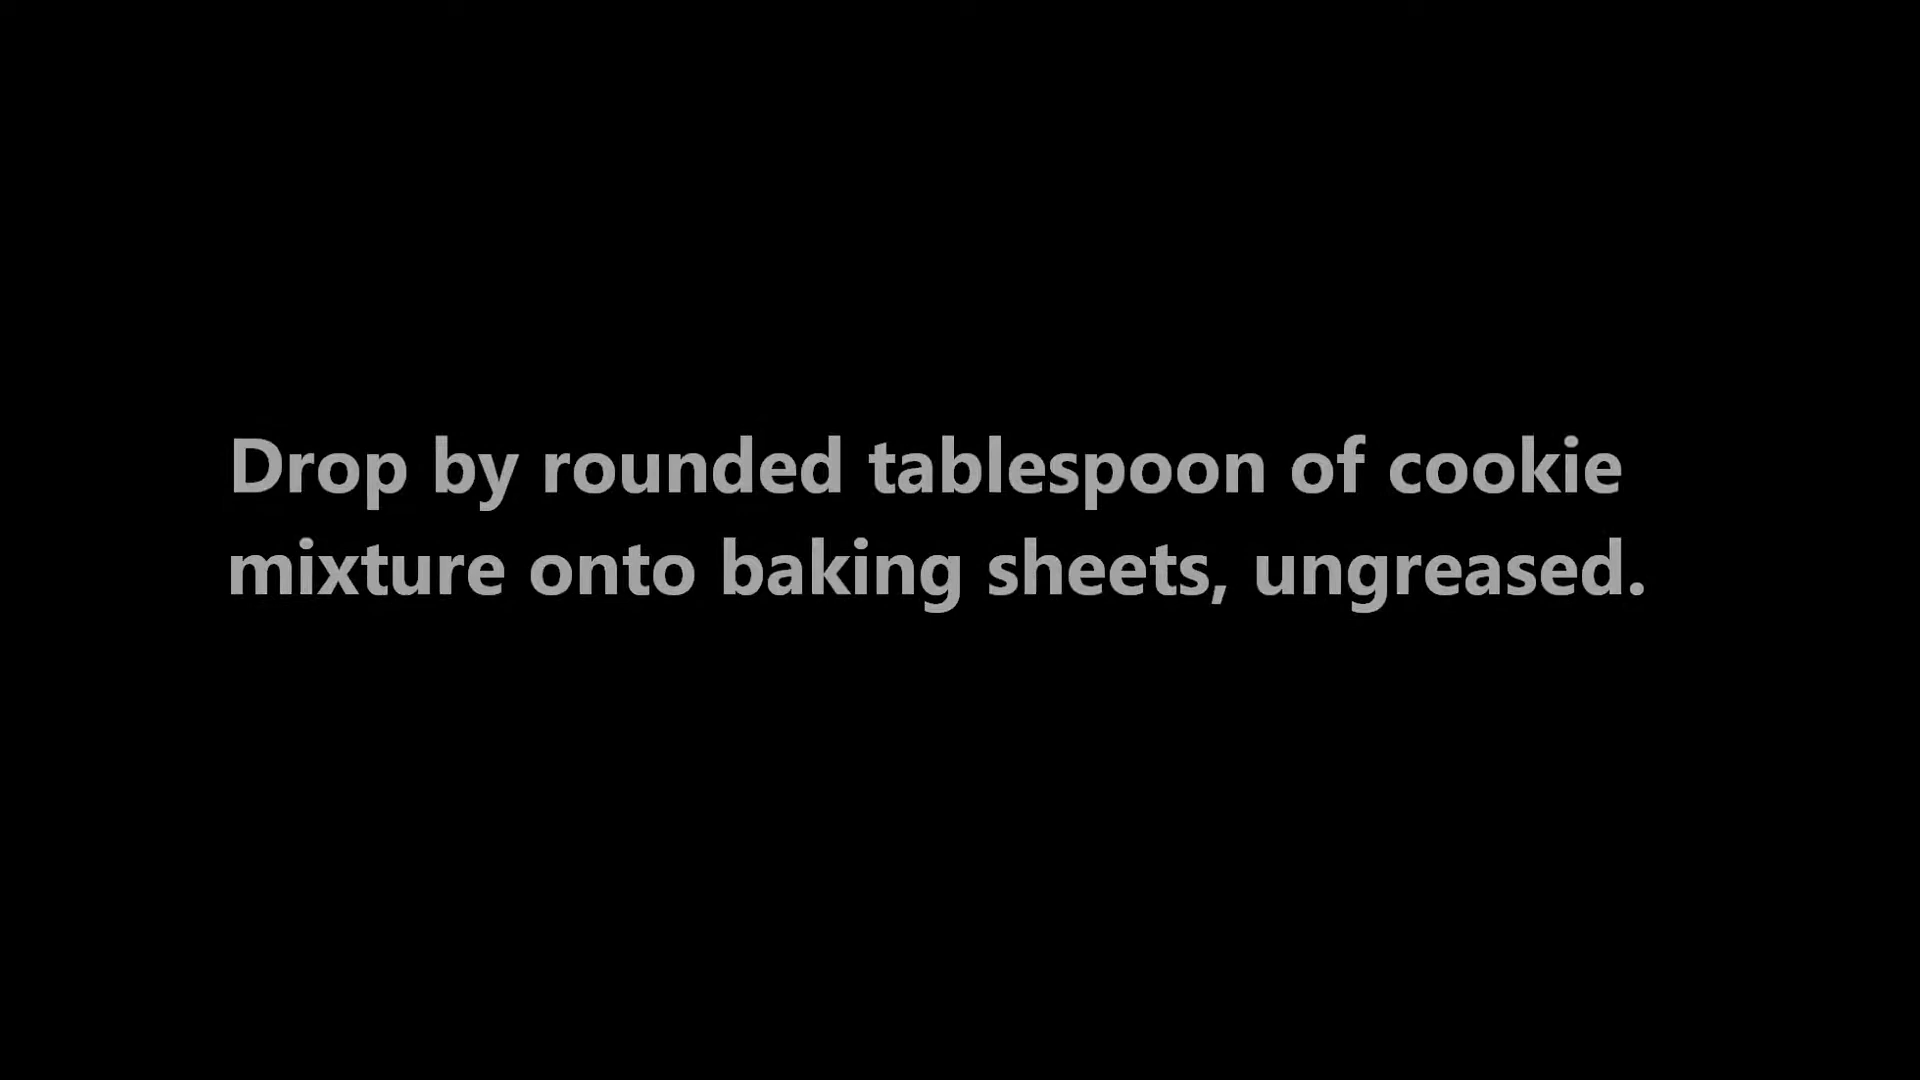 Drop by rounded tablespoon of cookie
mixture onto baking sheets, ungreased.